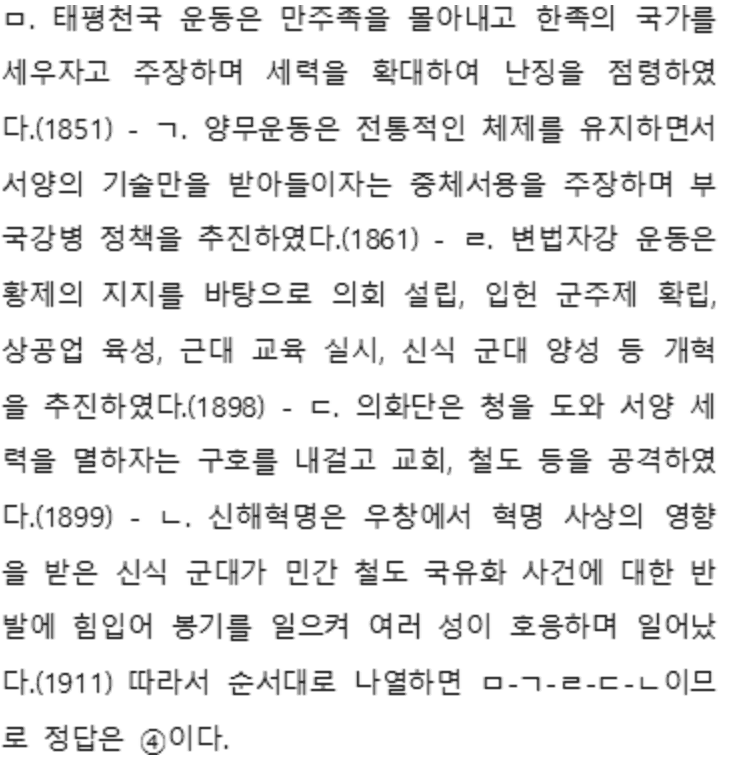 ㅁ. 태평천국 운동은 만주족을 몰아내고 한족의 국가를
세우자고 주장하며 세력을 확대하여 난징을 점령하였
다.(1851) - ㄱ. 양무운동은 전통적인 체제를 유지하면서
서양의 기술만을 받아들이자는 중체서용을 주장하며 부
국강병 정책을 추진하였다.(1861) - ㄹ. 변법자강 운동은
황제의 지지를 바탕으로 의회 설립, 입헌 군주제 확립,
상공업 육성, 근대 교육 실시, 신식 군대 양성 등 개혁
을 추진하였다.(1898) - ㄷ. 의화단은 청을 도와 서양 세
력을 멸하자는 구호를 내걸고 교회, 철도 등을 공격하였
다.(1899) - ㄴ. 신해혁명은 우창에서 혁명 사상의 영향
을 받은 신식 군대가 민간 철도 국유화 사건에 대한 반
발에 힘입어 봉기를 일으켜 여러 성이 호응하며 일어났
다.(1911) 따라서 순서대로 나열하면 ㅁ-ㄱ-ㄹ-ㄷ-ㄴ이므
로 정답은 ④이다.